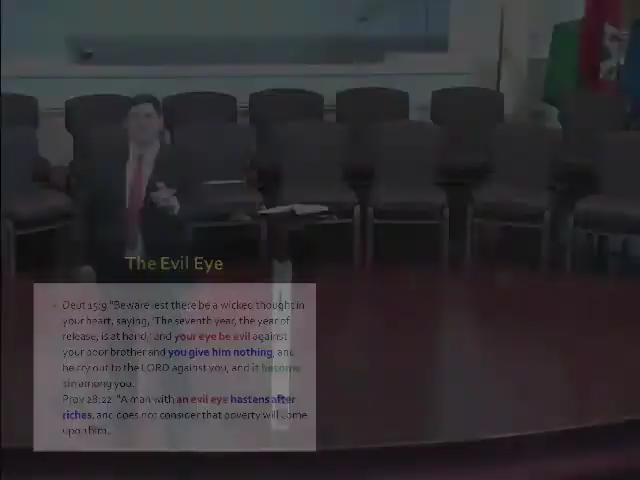 The Evil Eye
Deut 15:9 "Beware lest there be a wicked thought in
your heart, saying, 'The seventh year, the year of
release, is at hand,' and your eye be evil against
your poor brother and you give him nothing, and
he cry out to the LORD against you, and it become
sin among you.
Prov 28:22 "A man with an evil eye hastens after
riches, and does not consider that poverty will come
upon him.